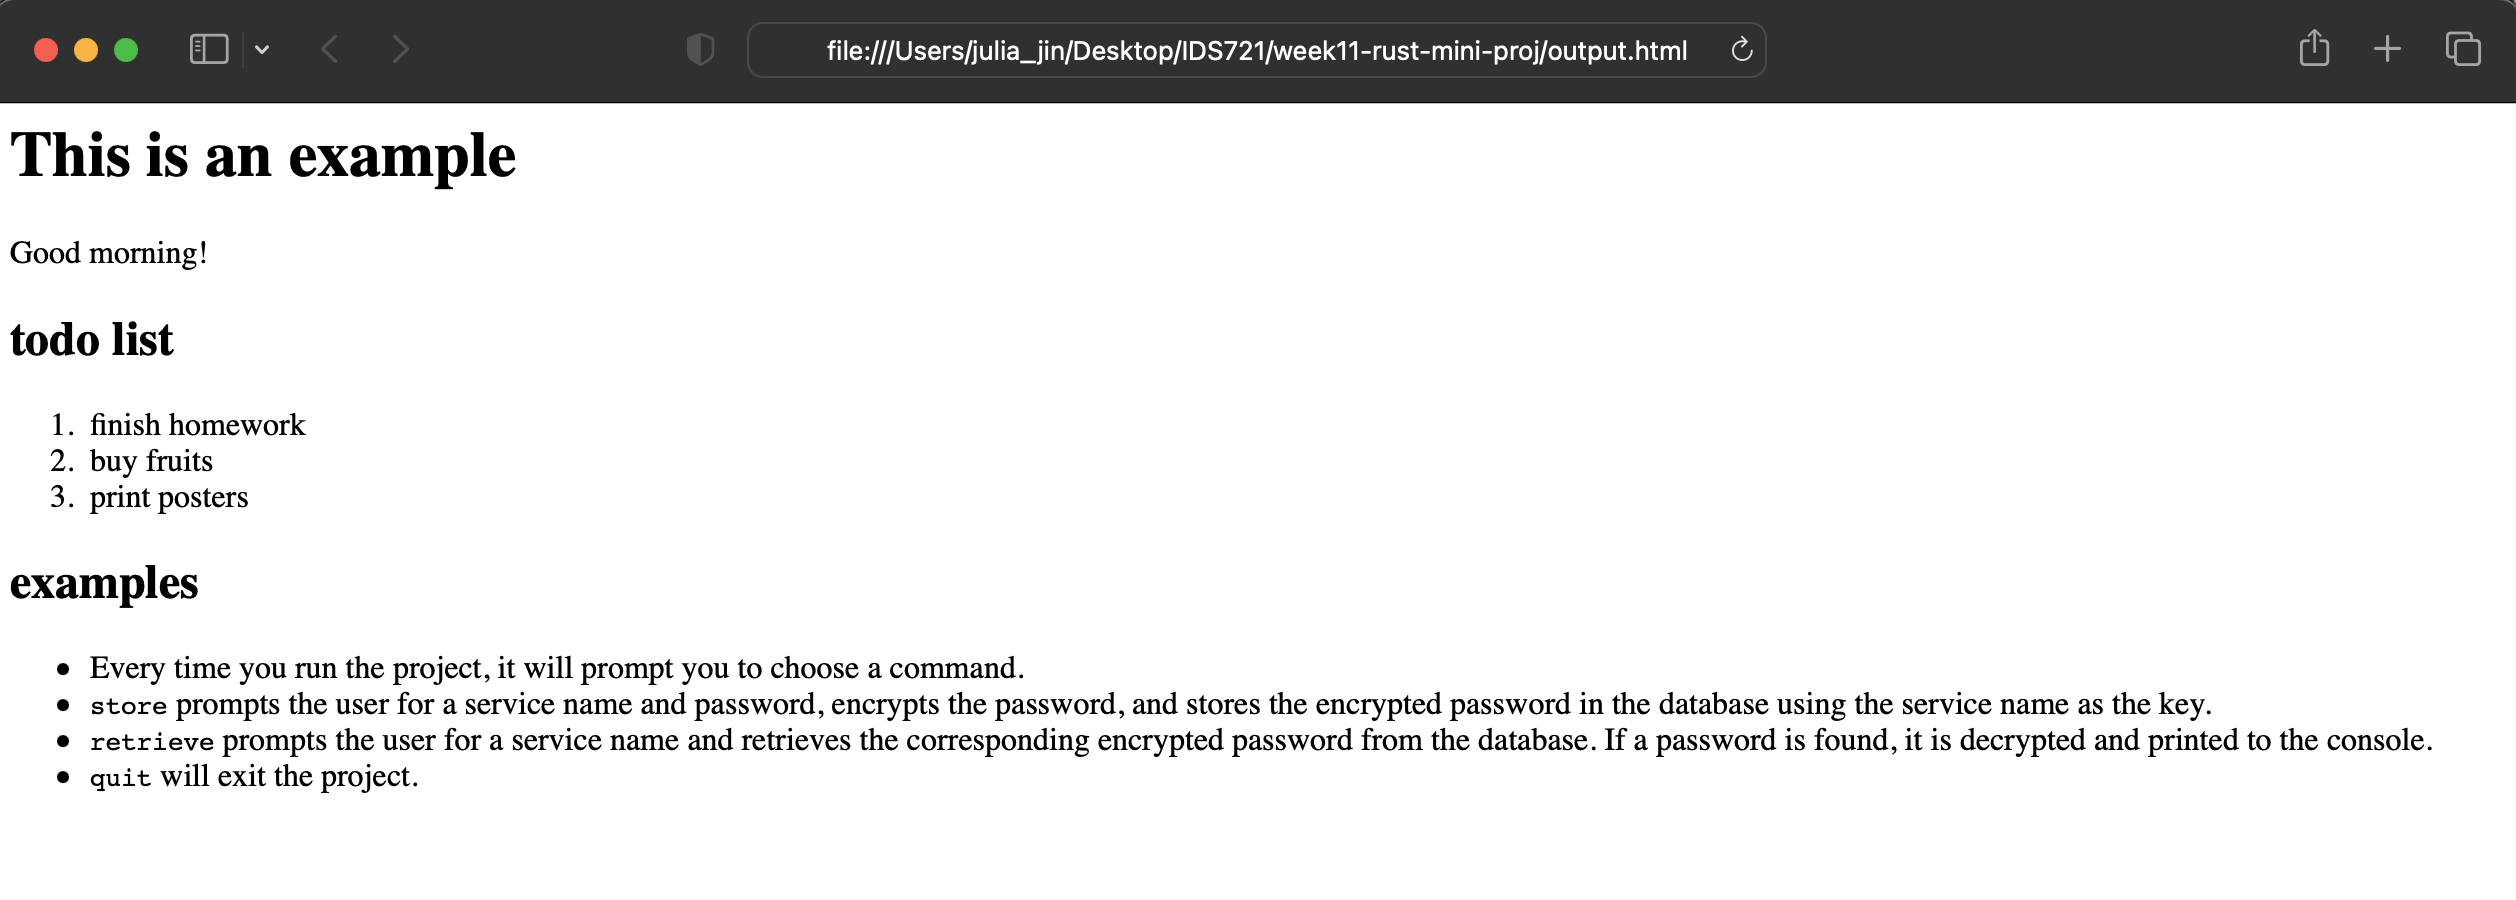 file:///Users/julia_jin/Desktop/IDS721/week11-rust-mini-proj/output.html
This is an example
Good morning!
todo list
1. finish homework
2. buy fruits
3. print posters
examples
• Every time you run the project, it will prompt you to choose a command.
• store prompts the user for a service name and password, encrypts the password, and stores the encrypted password in the database using the service name as the key.
• retrieve prompts the user for a service name and retrieves the corresponding encrypted password from the database. If a password is found, it is decrypted and printed to the console.
• quit will exit the project.